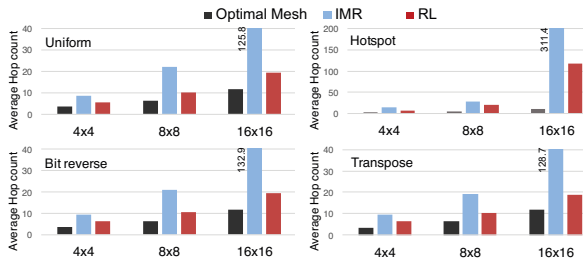 Optimal Mesh IMR RL
Uniform
Average Hop count
40
30
20
10
0
125.8
4x4 8x8 16x16
Hotspot
Average Hop count
200
150
100
50
0
311.4
4x4 8x8 16x16
Bit reverse
Average Hop count
40
30
20
10
0
132.9
4x4 8x8 16x16
Transpose
Average Hop count
40
30
20
10
0
128.7
4x4 8x8 16x16